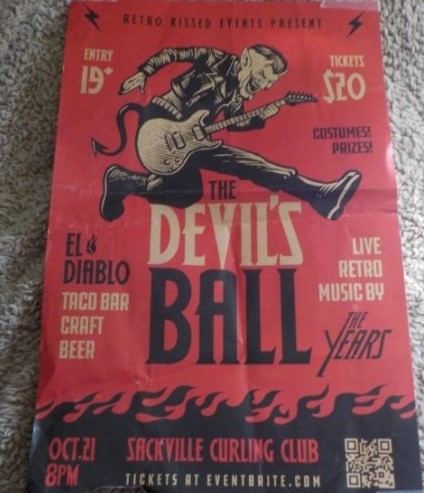 RETRO KISSED EVENTS PRESENT
ENTRY
19+
TICKETS
$20
COSTUMES!
PRIZES!
THE
DEVIL'S
BALL
EL DIABLO
TACO BAR
CRAFT
BEER
LIVE
RETRO
MUSIC BY
THE
YEARS
OCT.21
8PM
SACKVILLE CURLING CLUB
TICKETS AT EVENTBRITE.COM